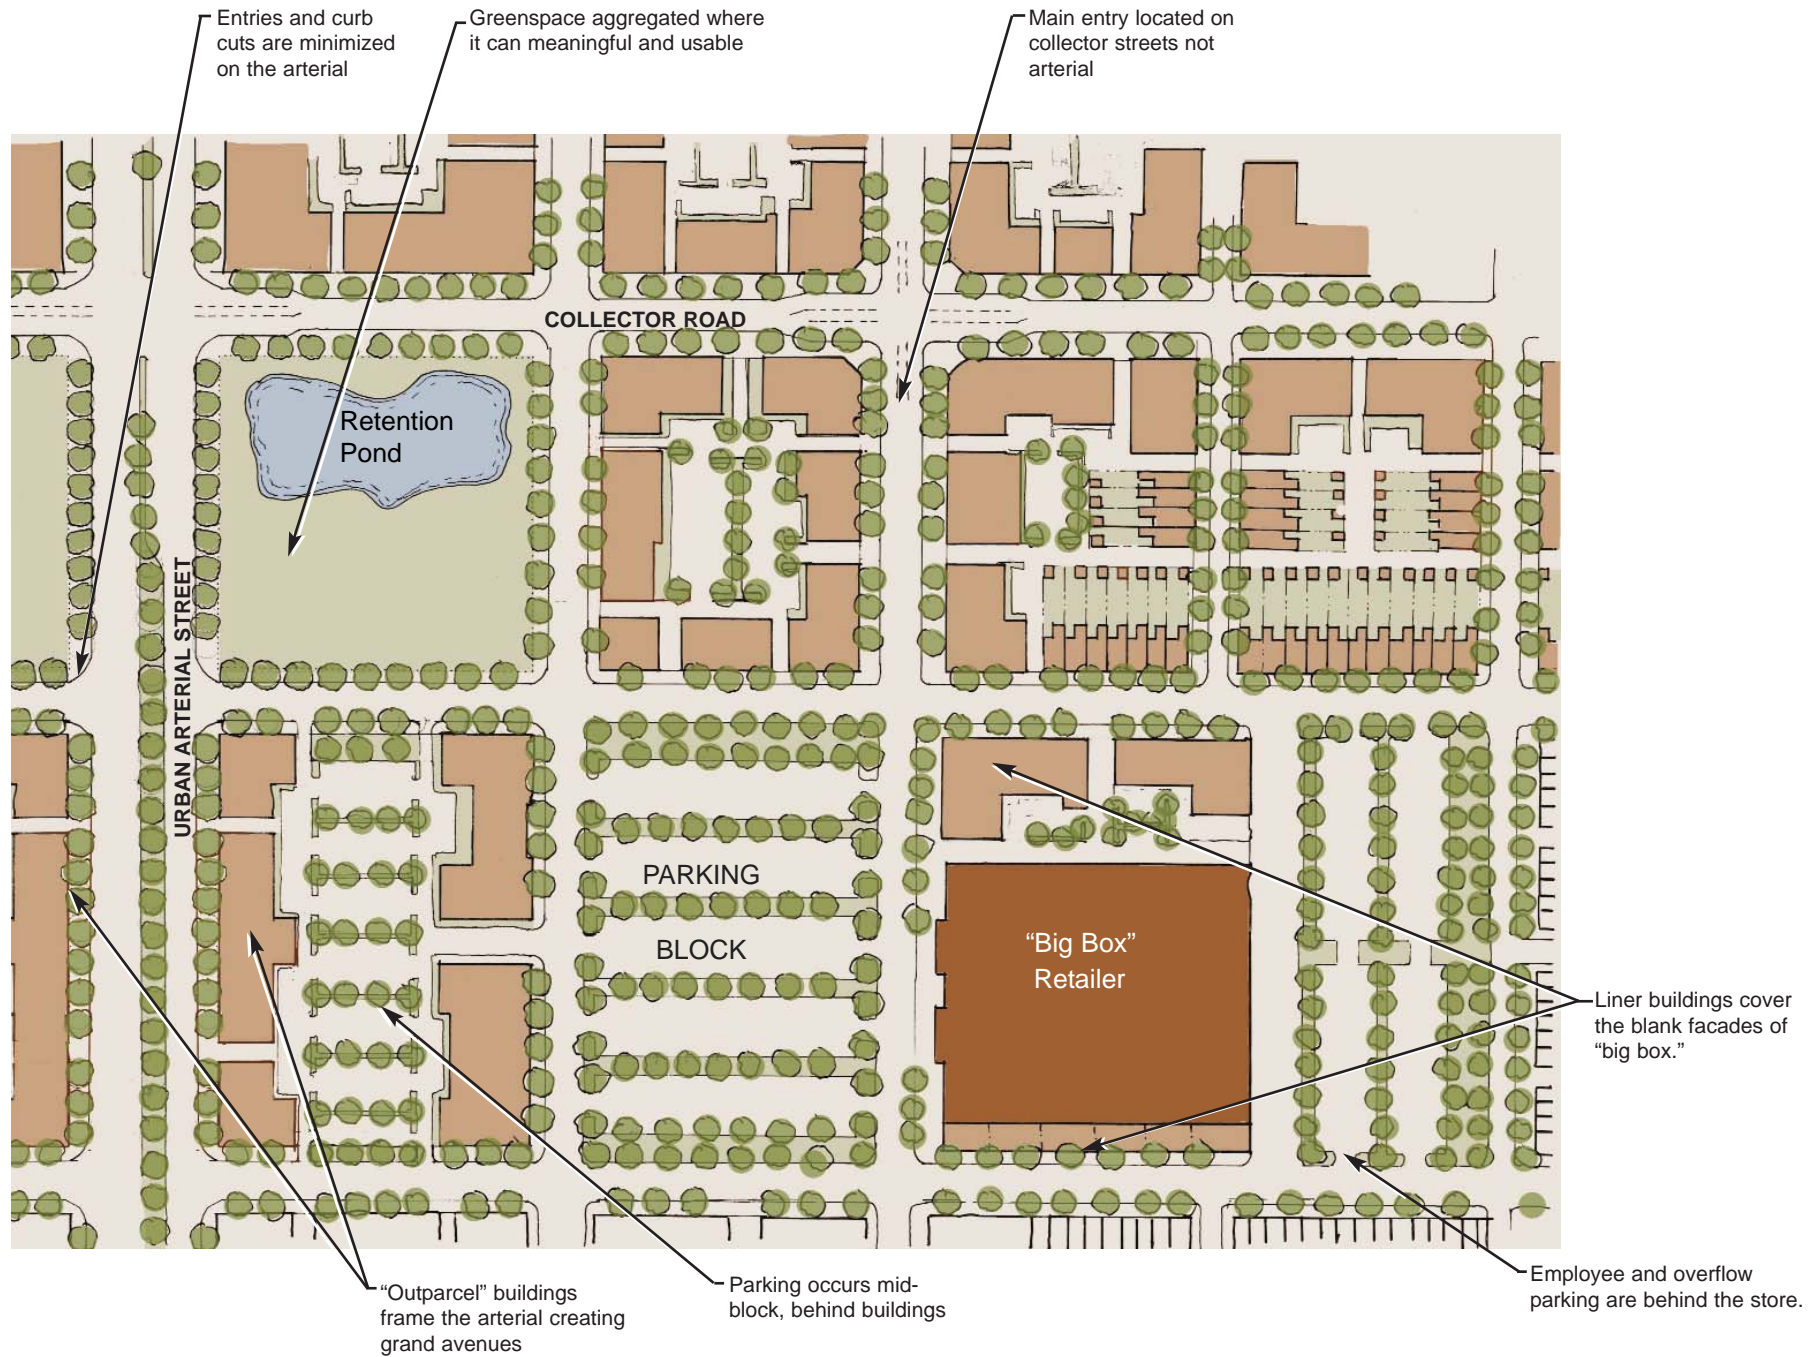 Entries and curb
cuts are minimized
on the arterial
Greenspace aggregated where
it can meaningful and usable
Main entry located on
collector streets not
arterial
COLLECTOR ROAD
Retention
Pond
URBAN ARTERIAL STREET
PARKING
BLOCK
“Big Box”
Retailer
Liner buildings cover
the blank facades of
“big box.”
“Outparcel” buildings
frame the arterial creating
grand avenues
Parking occurs mid-
block, behind buildings
Employee and overflow
parking are behind the store.